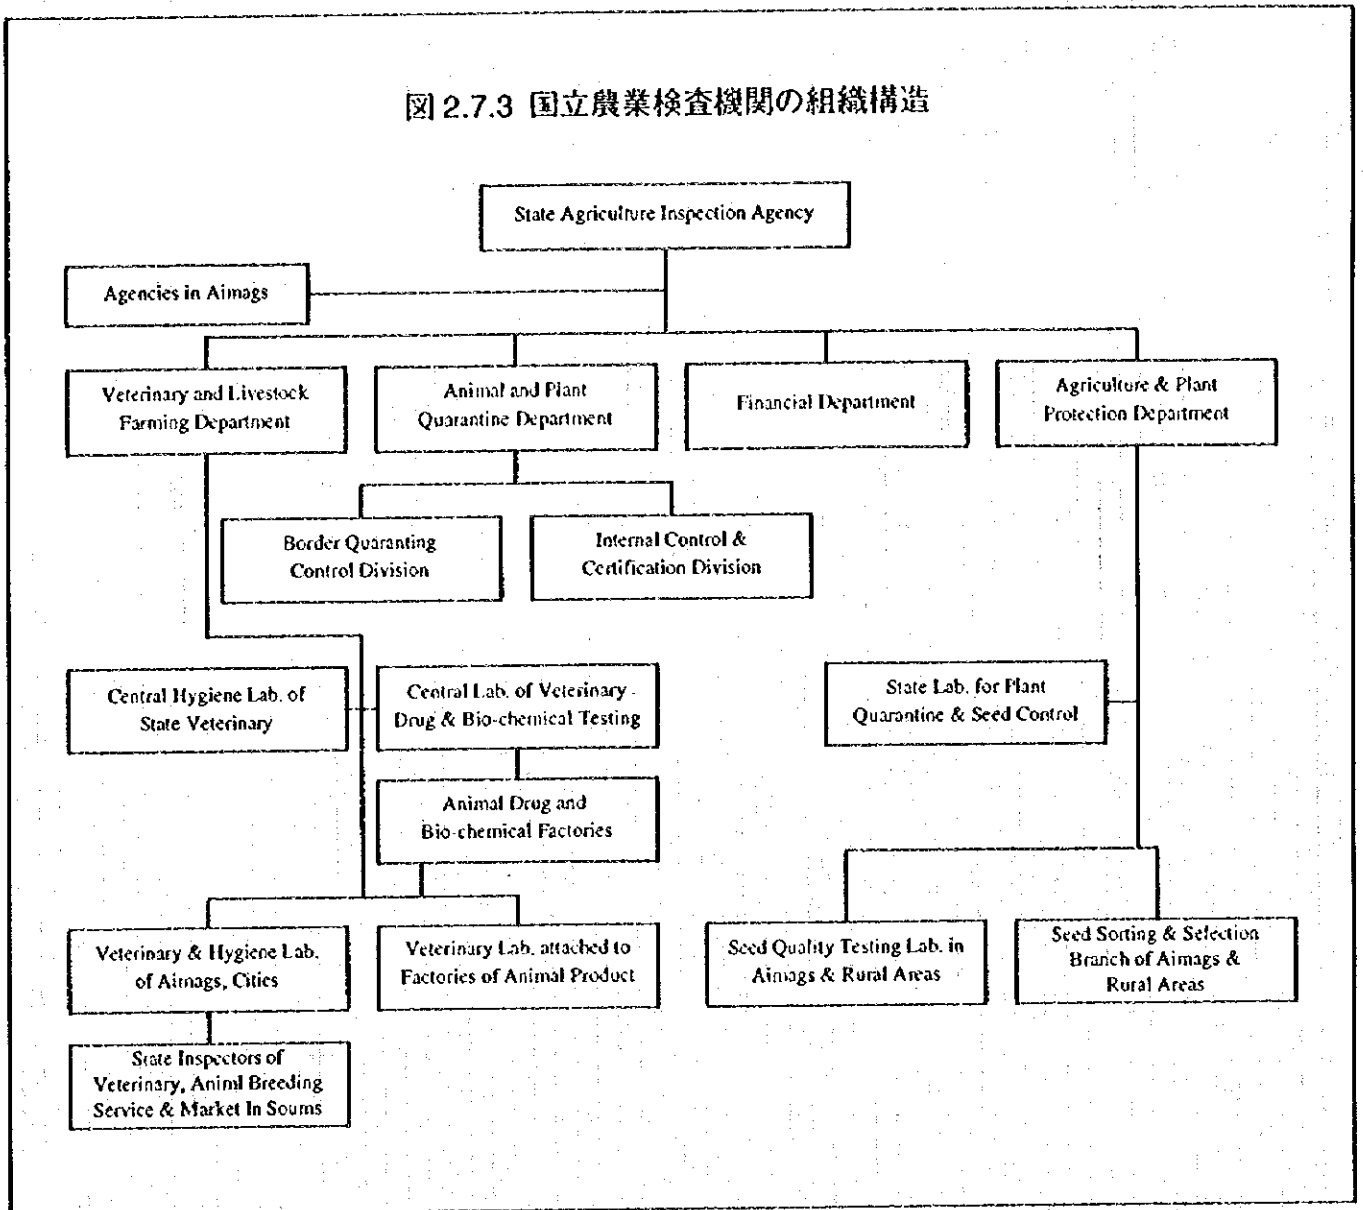 図 2.7.3 国立農業検査機関の組織構造
State Agriculture Inspection Agency
Agencies in Aimags
Veterinary and Livestock
Farming Department
Animal and Plant
Quarantine Department
Financial Department
Agriculture & Plant
Protection Department
Border Quaranting
Control Division
Internal Control &
Certification Division
Central Hygiene Lab. of
State Veterinary
Central Lab. of Veterinary
Drug & Bio-chemical Testing
State Lab. for Plant
Quarantine & Seed Control
Animal Drug and
Bio-chemical Factories
Veterinary & Hygiene Lab.
of Aimags, Cities
Veterinary Lab. attached to
Factories of Animal Product
Seed Quality Testing Lab. in
Aimags & Rural Areas
Seed Sorting & Selection
Branch of Aimags &
Rural Areas
State Inspectors of
Veterinary, Animl Breeding
Service & Market In Soums